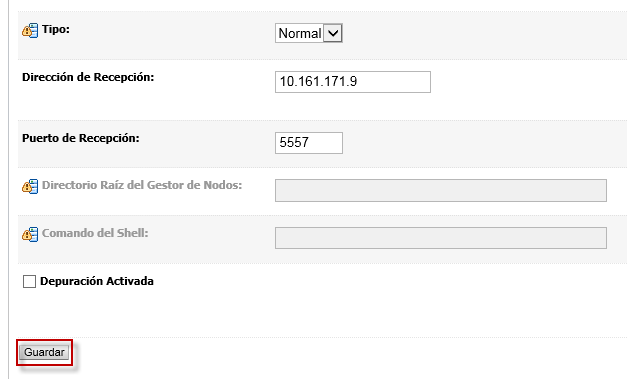 Tipo: Normal
Dirección de Recepción: 10.161.171.9
Puerto de Recepción: 5557
Directorio Raíz del Gestor de Nodos:
Comando del Shell:
Depuración Activada
Guardar